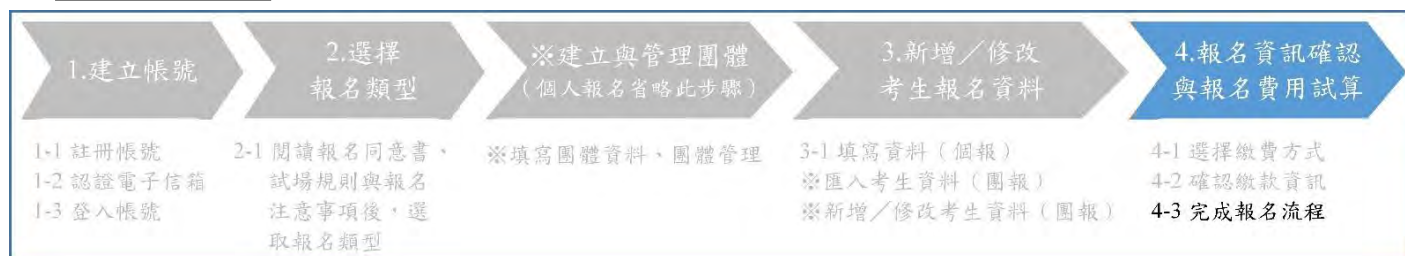 1.建立帳號
2.選擇
報名類型
※建立與管理團體
（個人報名省略此步驟）
3.新增／修改
考生報名資料
4.報名資訊確認
與報名費用試算
1-1 註冊帳號
1-2 認證電子信箱
1-3 登入帳號
2-1 閱讀報名同意書、
試場規則與報名
注意事項後，選
取報名類型
※填寫團體資料、團體管理
3-1 填寫資料（個報）
※匯入考生資料（團報）
※新增／修改考生資料（團報）
4-1 選擇繳費方式
4-2 確認繳款資訊
4-3 完成報名流程